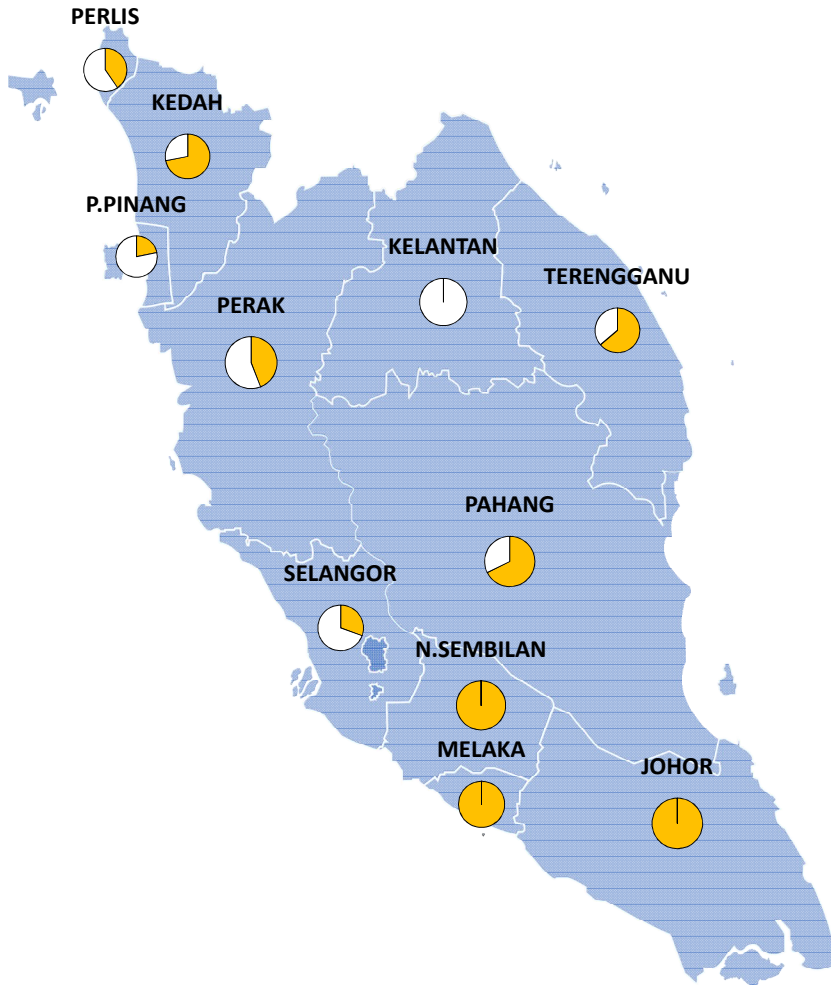 PERLIS
KEDAH
P.PINANG
KELANTAN
TERENGGANU
PERAK
PAHANG
SELANGOR
N.SEMBILAN
MELAKA
JOHOR